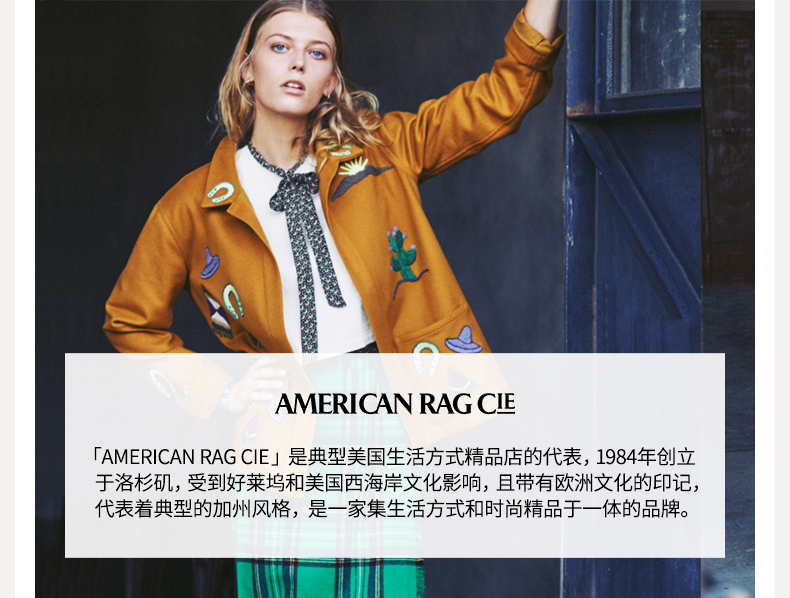 AMERICAN RAG CIE
「AMERICAN RAG CIE」是典型美国生活方式精品店的代表，1984年创立
于洛杉矶，受到好莱坞和美国西海岸文化影响，且带有欧洲文化的印记，
代表着典型的加州风格，是一家集生活方式和时尚精品于一体的品牌。